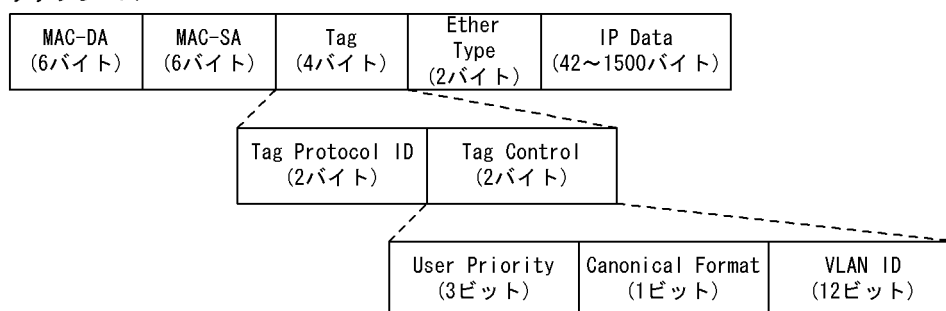 MAC-DA
(6バイト)
MAC-SA
(6バイト)
Tag
(4バイト)
Ether
Type
(2バイト)
IP Data
(42～1500バイト)
Tag Protocol ID
(2バイト)
Tag Control
(2バイト)
User Priority
(3ビット)
Canonical Format
(1ビット)
VLAN ID
(12ビット)